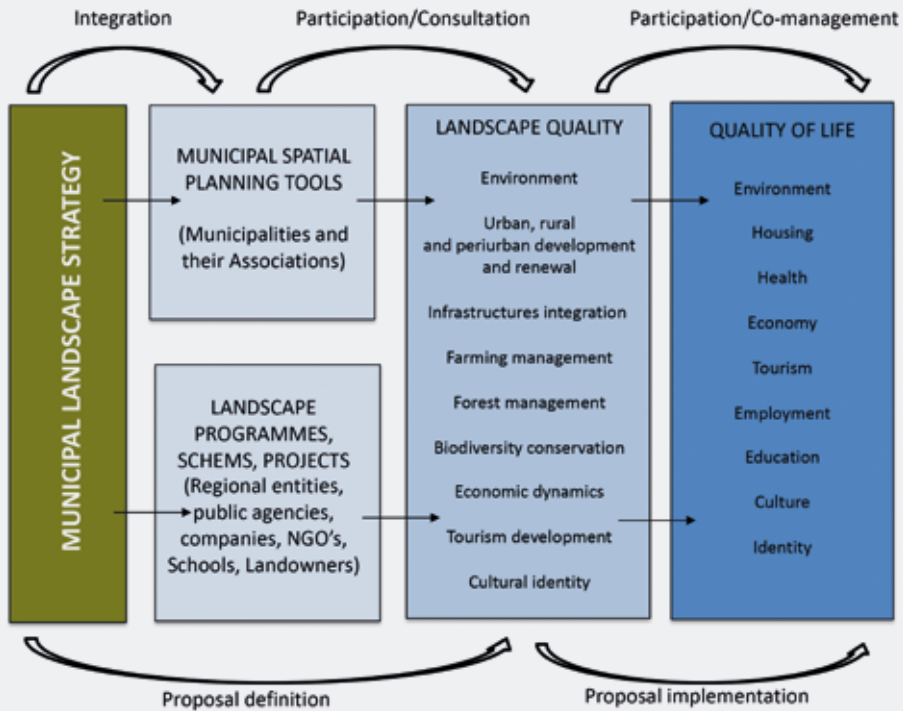 Integration
Participation/Consultation
Participation/Co-management
MUNICIPAL LANDSCAPE STRATEGY
MUNICIPAL SPATIAL
PLANNING TOOLS
(Municipalities and
their Associations)
LANDSCAPE
PROGRAMMES,
SCHEMS, PROJECTS
(Regional entities,
public agencies,
companies, NGO's,
Schools, Landowners)
LANDSCAPE QUALITY
Environment
Urban, rural
and periurban development
and renewal
Infrastructures integration
Farming management
Forest management
Biodiversity conservation
Economic dynamics
Tourism development
Cultural identity
QUALITY OF LIFE
Environment
Housing
Health
Economy
Tourism
Employment
Education
Culture
Identity
Proposal definition
Proposal implementation